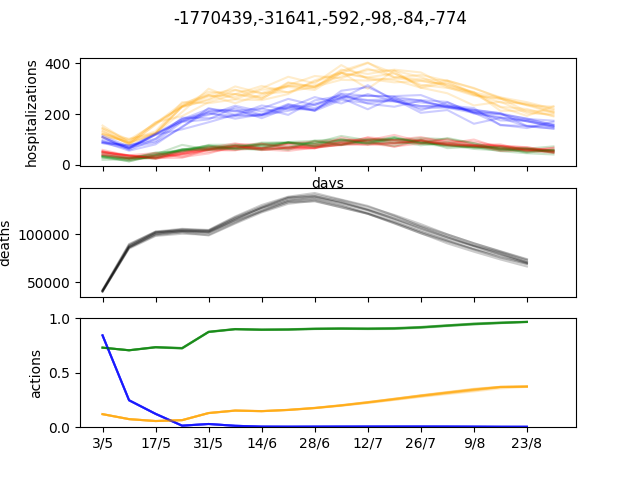 -1770439,-31641,-592,-98,-84,-774
400
200
0
hospitalizations
days
100000
50000
deaths
1.0
0.5
0.0
actions
3/5 17/5 31/5 14/6 28/6 12/7 26/7 9/8 23/8